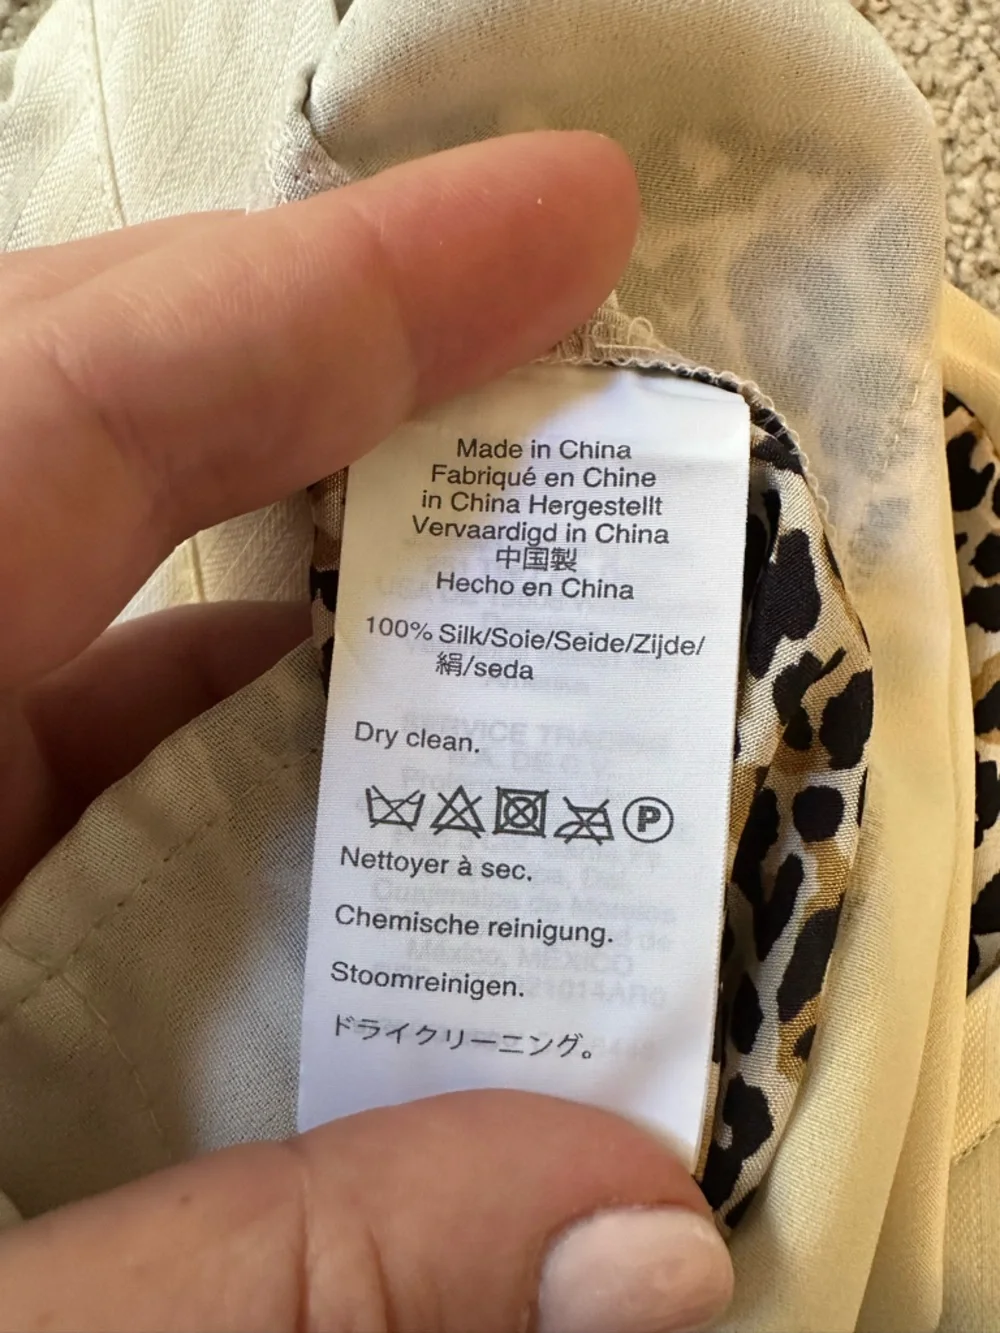 Made in China
Fabriqué en Chine
in China Hergestellt
Vervaardigd in China
中国製
Hecho en China
100% Silk/Soie/Seide/Zijde/
絹/seda
Dry clean.
P
Nettoyer à sec.
Chemische reinigung.
Stoomreinigen.
ドライクリーニング。